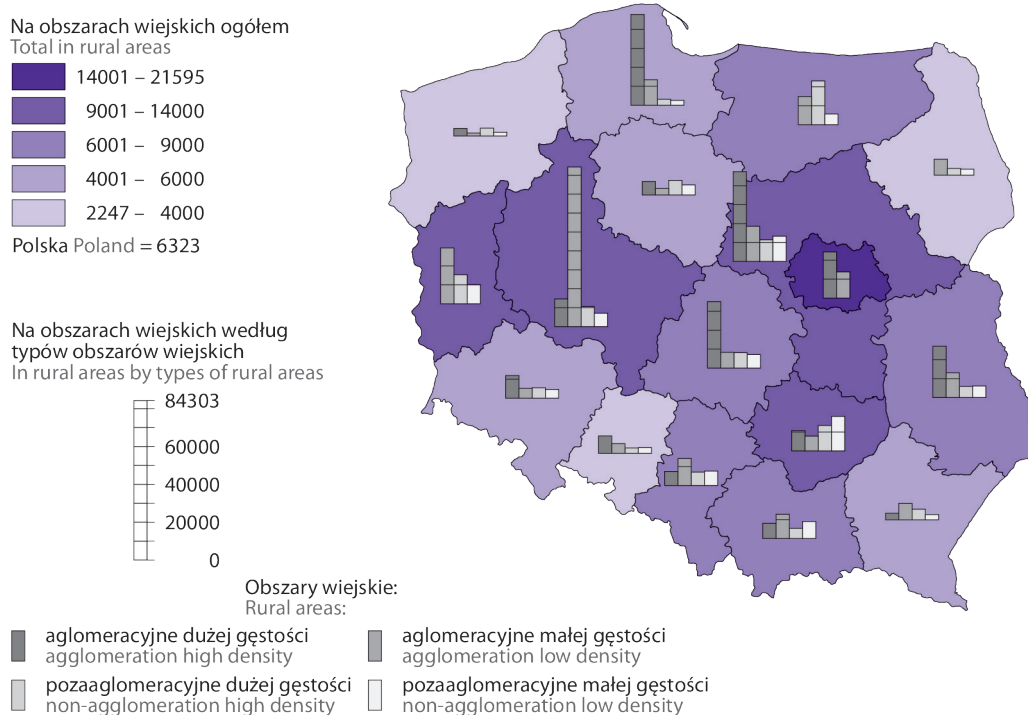 Na obszarach wiejskich ogółem
Total in rural areas
14001 – 21595
9001 – 14000
6001 – 9000
4001 – 6000
2247 – 4000
Polska Poland = 6323
Na obszarach wiejskich według
typów obszarów wiejskich
In rural areas by types of rural areas
84303
60000
40000
20000
0
Obszary wiejskie:
Rural areas:
aglomeracyjne dużej gęstości
agglomeration high density
aglomeracyjne małej gęstości
agglomeration low density
pozaaglomeracyjne dużej gęstości
non-agglomeration high density
pozaaglomeracyjne małej gęstości
non-agglomeration low density